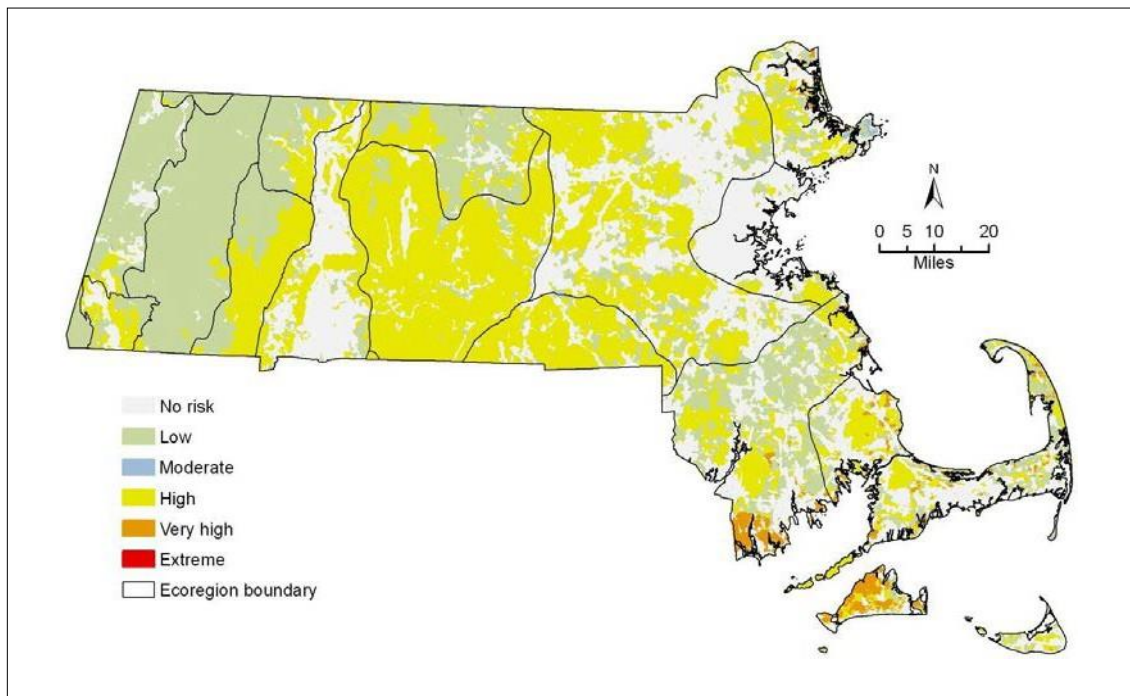 N
0 5 10 20
Miles
No risk
Low
Moderate
High
Very high
Extreme
Ecoregion boundary